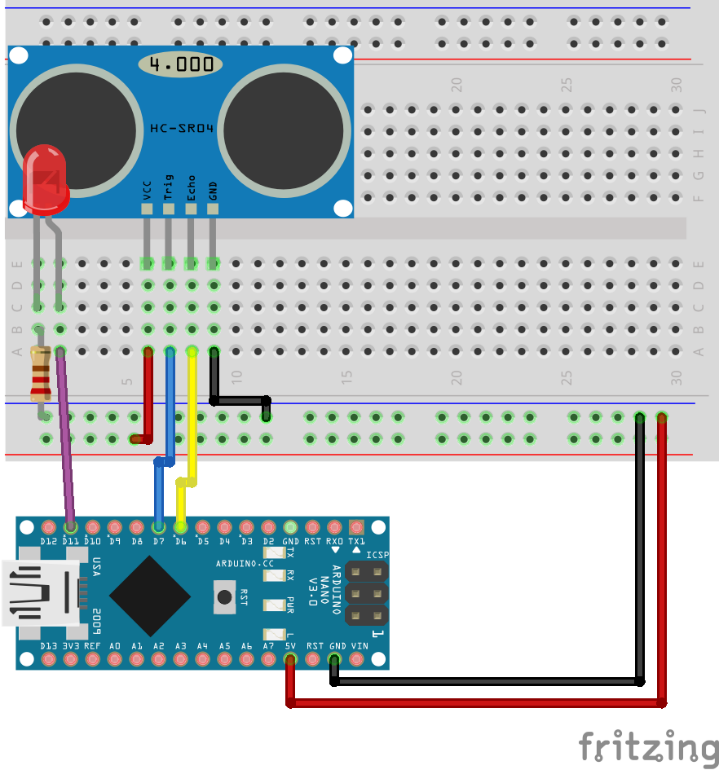 4.000
HC-SR04
VCC Trig Echo GND
20 25 30
J
I
H
G
F
E E
D D
C C
B B
A A
5 10 15 20 25 30
D12 D11 D10 D9 D8 D7 D6 D5 D4 D3 D2 GND RST RX0 TX1
USA
2009
ARDUINO.CC
RST
TX
RX
PWR
L
ARDUINO
NANO
V3.0
ICSP
1
D13 3V3 REF A0 A1 A2 A3 A4 A5 A6 A7 5V RST GND VIN
fritzing